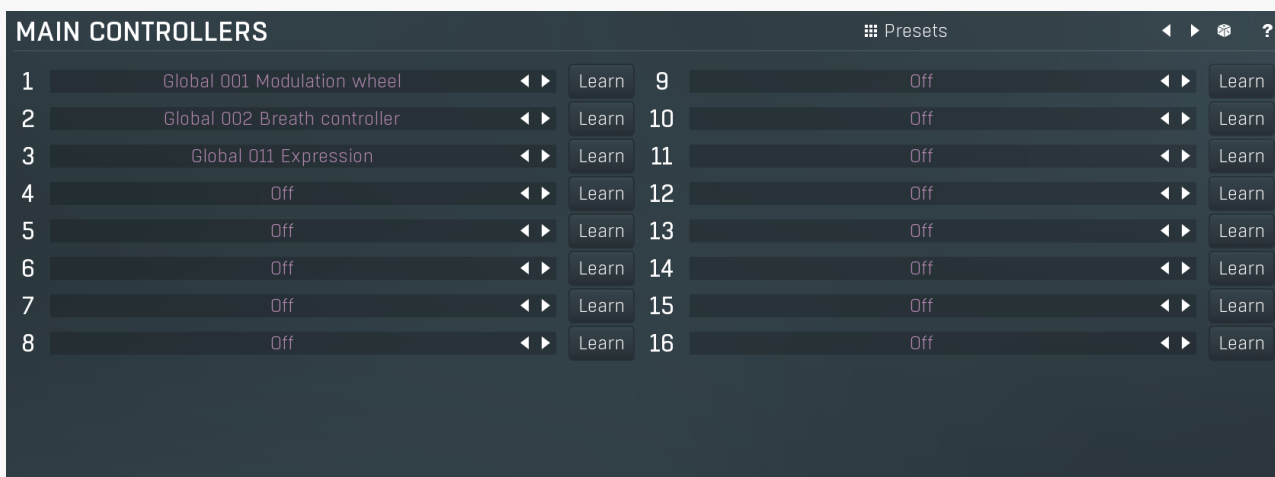 MAIN CONTROLLERS Presets ?
1 Global 001 Modulation wheel Learn 9 Off Learn
2 Global 002 Breath controller Learn 10 Off Learn
3 Global 011 Expression Learn 11 Off Learn
4 Off Learn 12 Off Learn
5 Off Learn 13 Off Learn
6 Off Learn 14 Off Learn
7 Off Learn 15 Off Learn
8 Off Learn 16 Off Learn